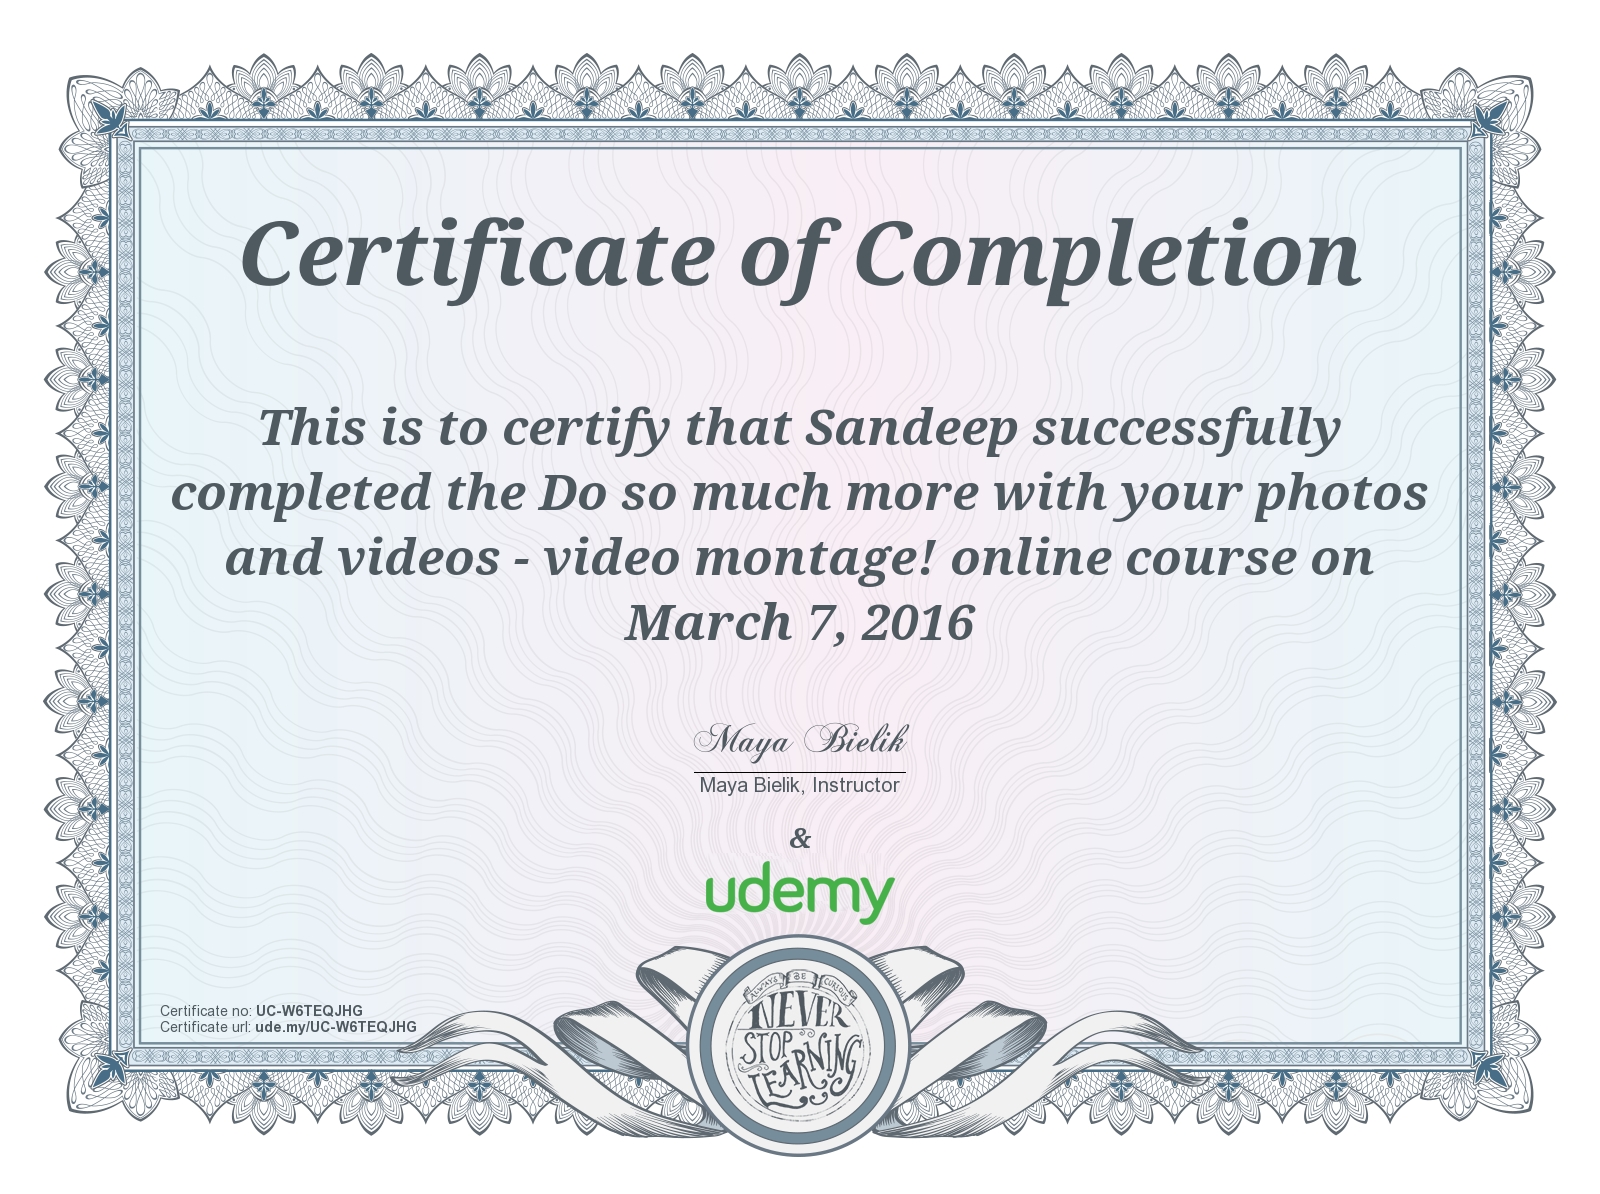 Certificate of Completion
This is to certify that Sandeep successfully
completed the Do so much more with your photos
and videos - video montage! online course on
March 7, 2016
Maya Bielik
Maya Bielik, Instructor
&
udemy
Certificate no: UC-W6TEQJHG
Certificate url: ude.my/UC-W6TEQJHG
ALWAYS BE CURIOUS
NEVER
STOP
LEARNING